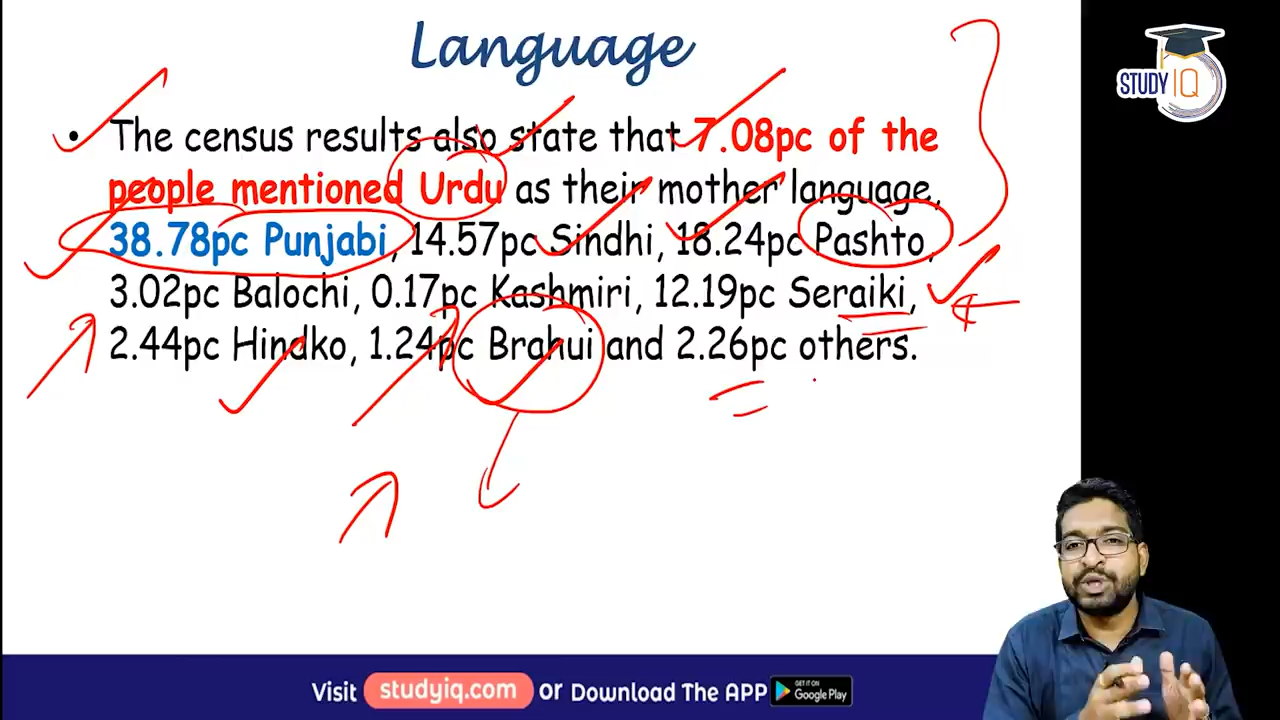 Language
STUDY IQ
• The census results also state that 7.08pc of the
people mentioned Urdu as their mother language,
38.78pc Punjabi, 14.57pc Sindhi, 18.24pc Pashto,
3.02pc Balochi, 0.17pc Kashmiri, 12.19pc Seraiki,
2.44pc Hindko, 1.24pc Brahui and 2.26pc others.
Visit studyiq.com or Download The APP GET IT ON Google Play